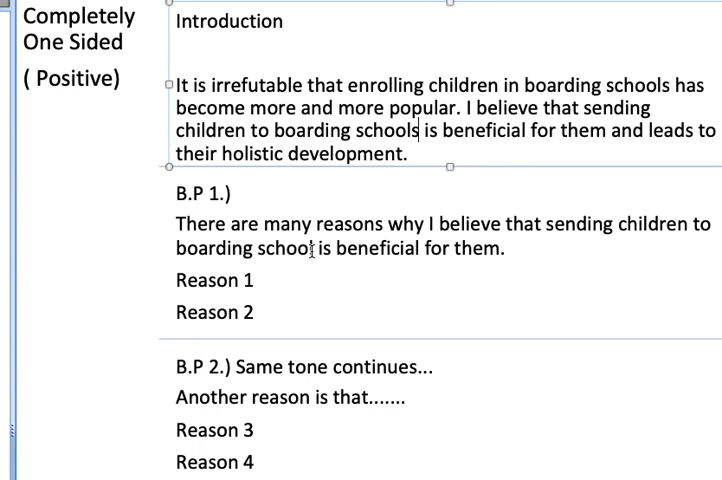 Completely
One Sided
( Positive)
Introduction
It is irrefutable that enrolling children in boarding schools has
become more and more popular. I believe that sending
children to boarding schools is beneficial for them and leads to
their holistic development.
B.P 1.)
There are many reasons why I believe that sending children to
boarding school is beneficial for them.
Reason 1
Reason 2
B.P 2.) Same tone continues...
Another reason is that.......
Reason 3
Reason 4